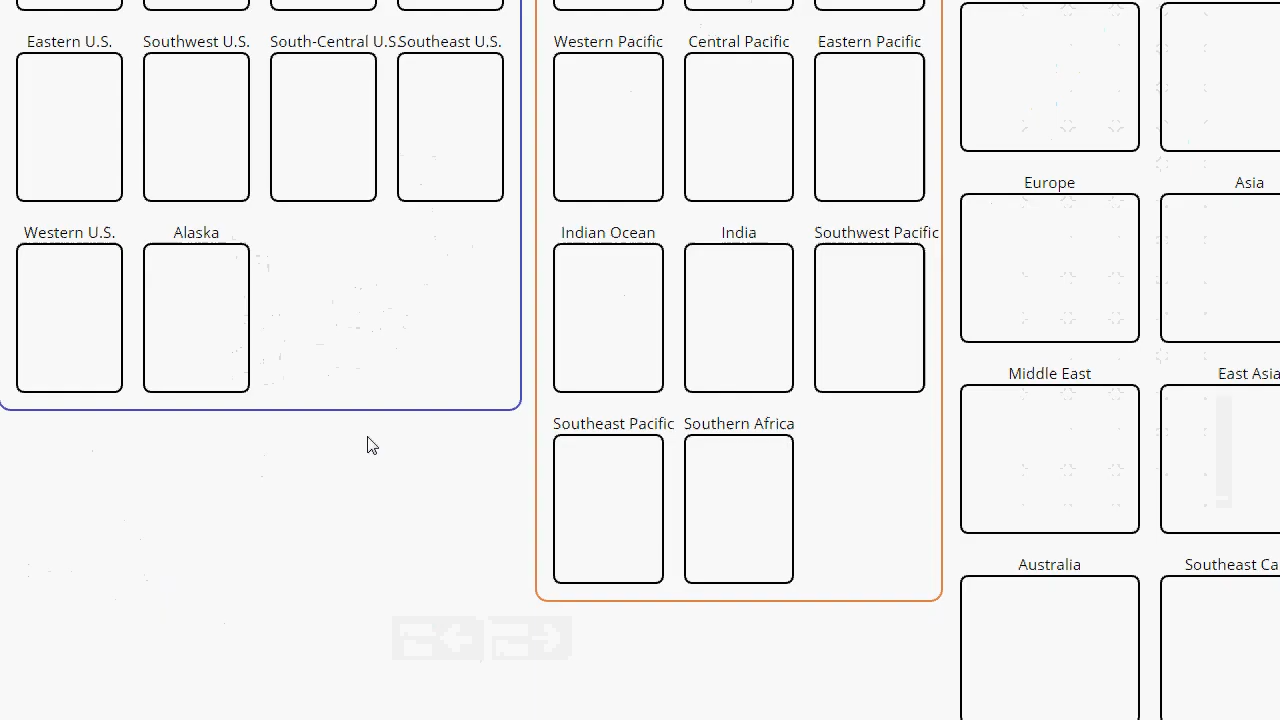 Eastern U.S.
Southwest U.S.
South-Central U.S.
Southeast U.S.
Western U.S.
Alaska
Western Pacific
Central Pacific
Eastern Pacific
Indian Ocean
India
Southwest Pacific
Southeast Pacific
Southern Africa
Europe
Asia
Middle East
East Asia
Australia
Southeast Ca